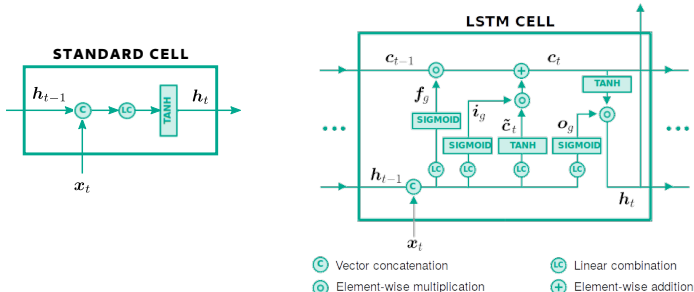 LSTM CELL
STANDARD CELL
c_{t-1} c_t
TANH
h_{t-1} h_t
C LC TANH
f_g i_g c̃_t o_g
SIGMOID
SIGMOID TANH SIGMOID
LC LC LC LC
x_t
h_{t-1} C h_t
x_t
C Vector concatenation LC Linear combination
Element-wise multiplication + Element-wise addition